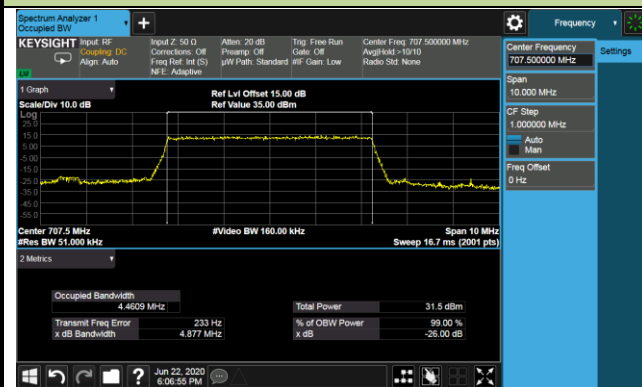 Spectrum Analyzer 1
Occupied BW
+
Frequency
KEYSIGHT
Input: RF
Coupling: DC
Align: Auto
Input Z: 50 Ω
Corrections: Off
Freq Ref: Int (S)
NFE: Adaptive
Atten: 20 dB
Preamp: Off
µW Path: Standard
Trig: Free Run
Gate: Off
#IF Gain: Low
Center Freq: 707.500000 MHz
Avg|Hold:>10/10
Radio Std: None
Center Frequency
707.500000 MHz
Settings
Span
10.000 MHz
CF Step
1.000000 MHz
Auto
Man
Freq Offset
0 Hz
1 Graph
Scale/Div 10.0 dB
Ref Lvl Offset 15.00 dB
Ref Value 35.00 dBm
Log
25.0
15.0
5.00
-5.00
-15.0
-25.0
-35.0
-45.0
-55.0
Center 707.5 MHz
#Res BW 51.000 kHz
#Video BW 160.00 kHz
Span 10 MHz
Sweep 16.7 ms (2001 pts)
2 Metrics
Occupied Bandwidth
4.4609 MHz
Total Power
31.5 dBm
Transmit Freq Error
233 Hz
% of OBW Power
99.00 %
x dB Bandwidth
4.877 MHz
x dB
-26.00 dB
?
Jun 22, 2020
6:06:55 PM